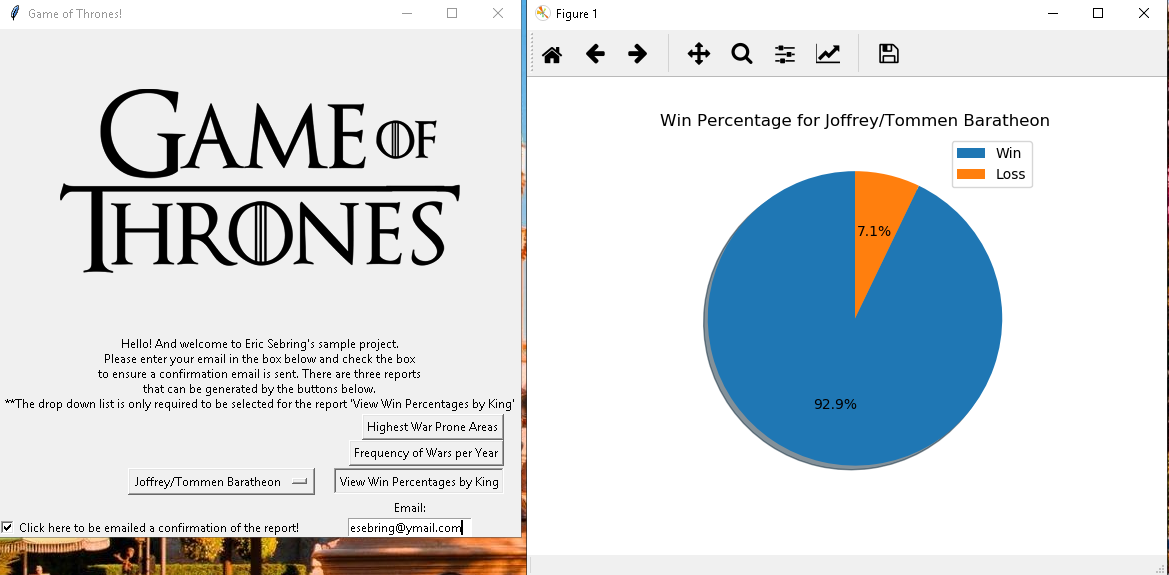 Game of Thrones!
GAME OF
THRONES
Hello! And welcome to Eric Sebring's sample project.
Please enter your email in the box below and check the box
to ensure a confirmation email is sent. There are three reports
that can be generated by the buttons below.
**The drop down list is only required to be selected for the report 'View Win Percentages by King'
Highest War Prone Areas
Frequency of Wars per Year
Joffrey/Tommen Baratheon
View Win Percentages by King
Email:
Click here to be emailed a confirmation of the report!
esebring@ymail.com
Figure 1
Win Percentage for Joffrey/Tommen Baratheon
Win
Loss
7.1%
92.9%